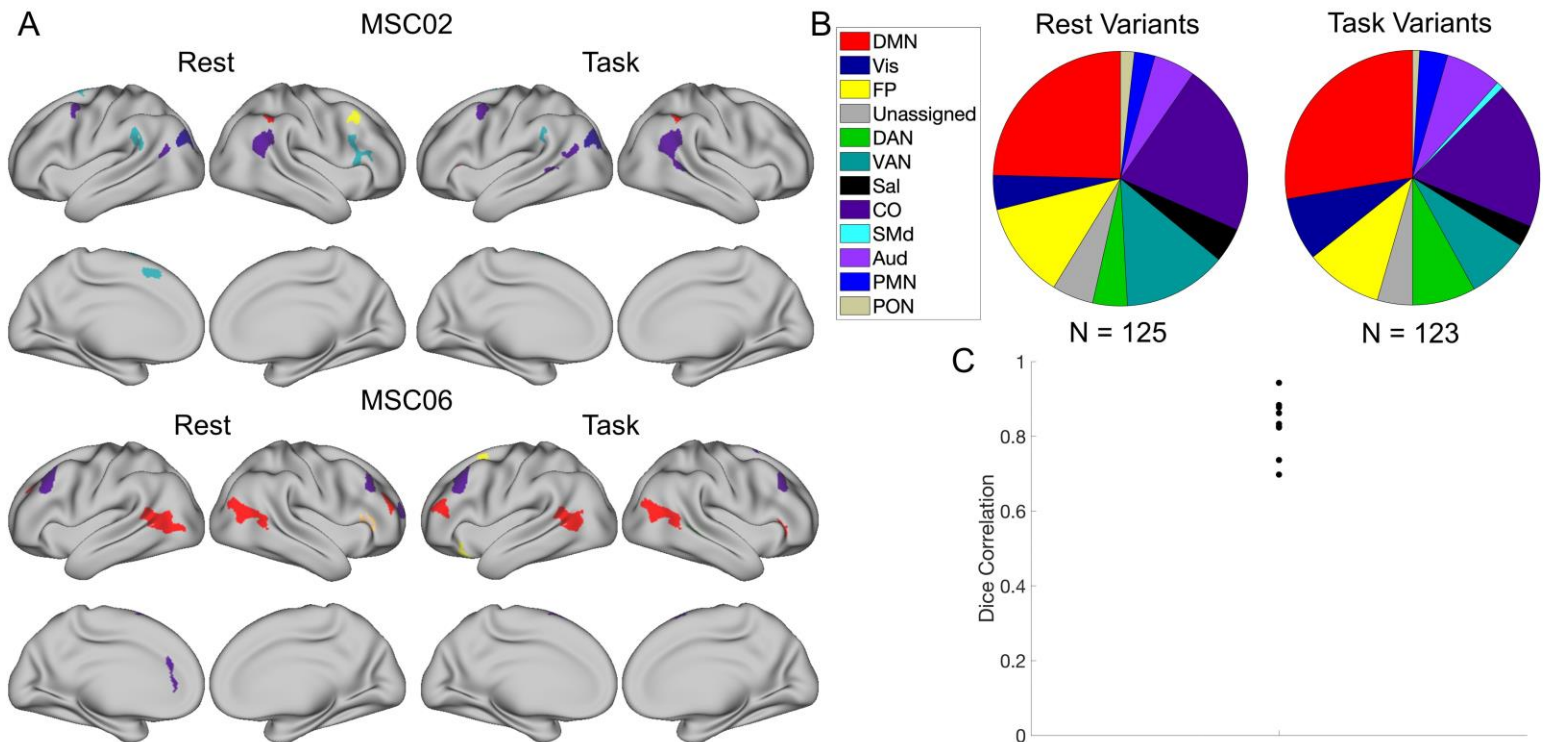 A
MSC02
Rest
Task
MSC06
Rest
Task
B
DMN
Vis
FP
Unassigned
DAN
VAN
Sal
CO
SMd
Aud
PMN
PON
Rest Variants
Task Variants
N = 125
N = 123
C
Dice Correlation
1
0.8
0.6
0.4
0.2
0